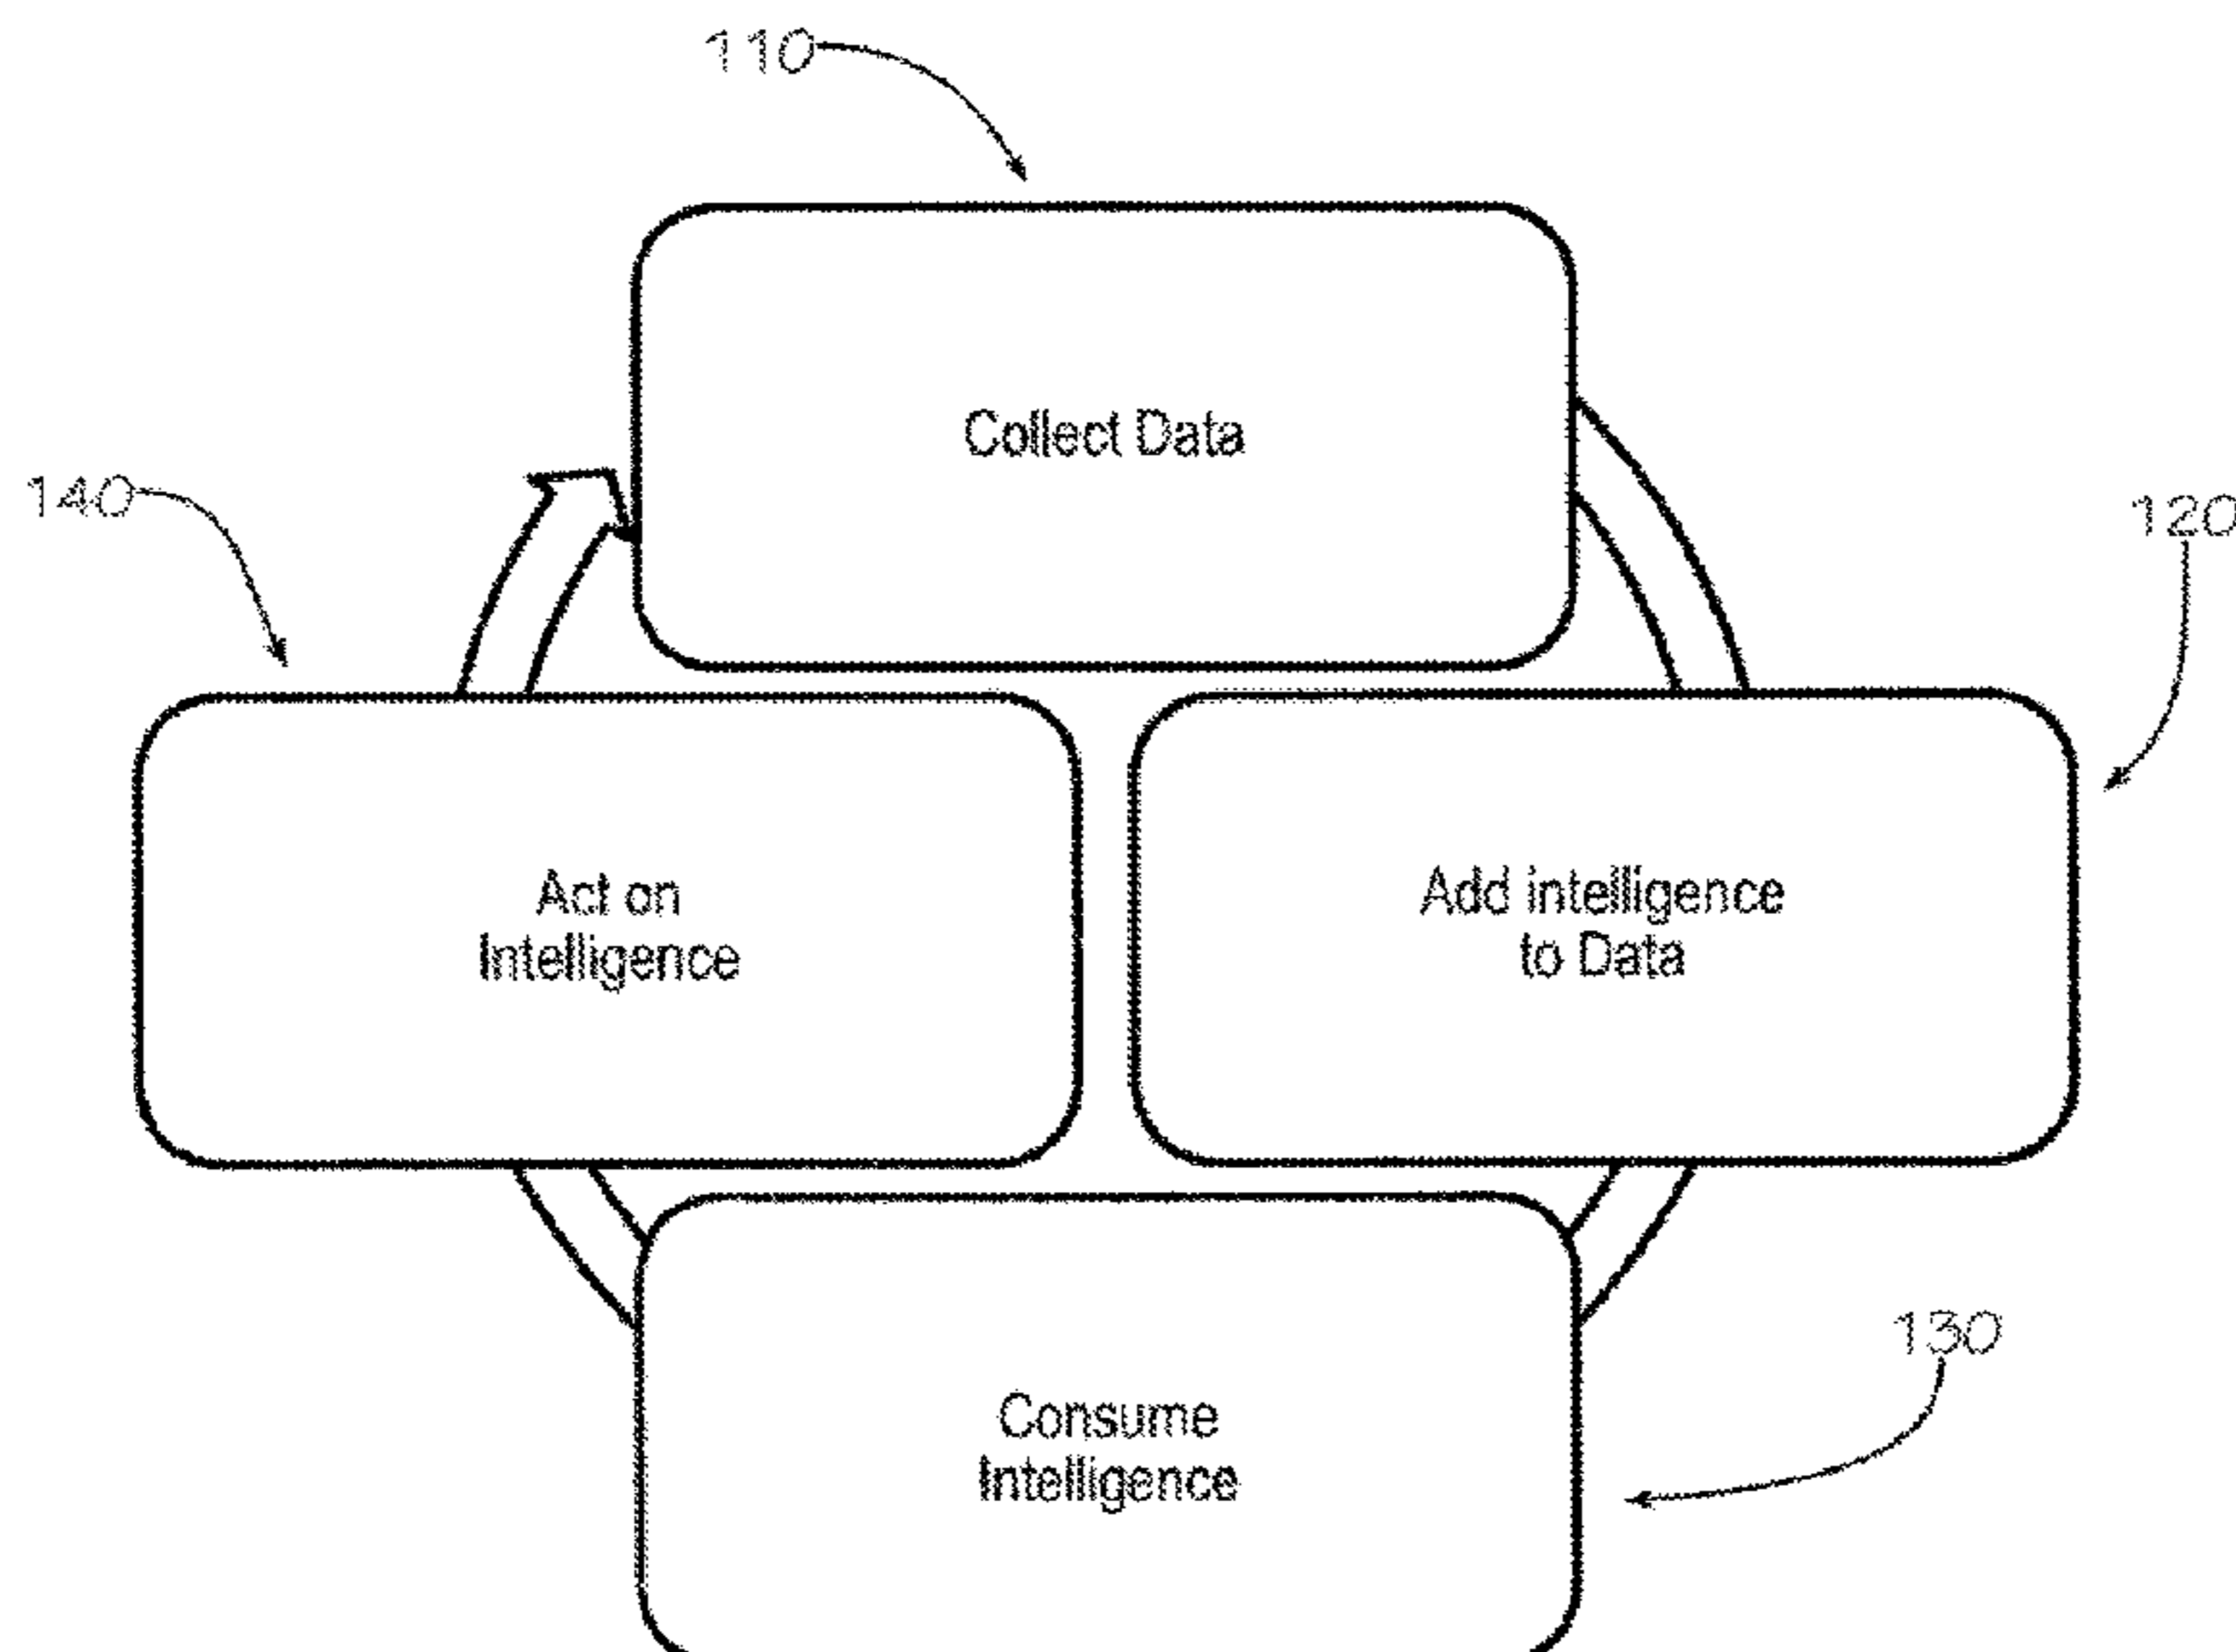 110
Collect Data
140
120
Act on
Intelligence
Add intelligence
to Data
130
Consume
Intelligence